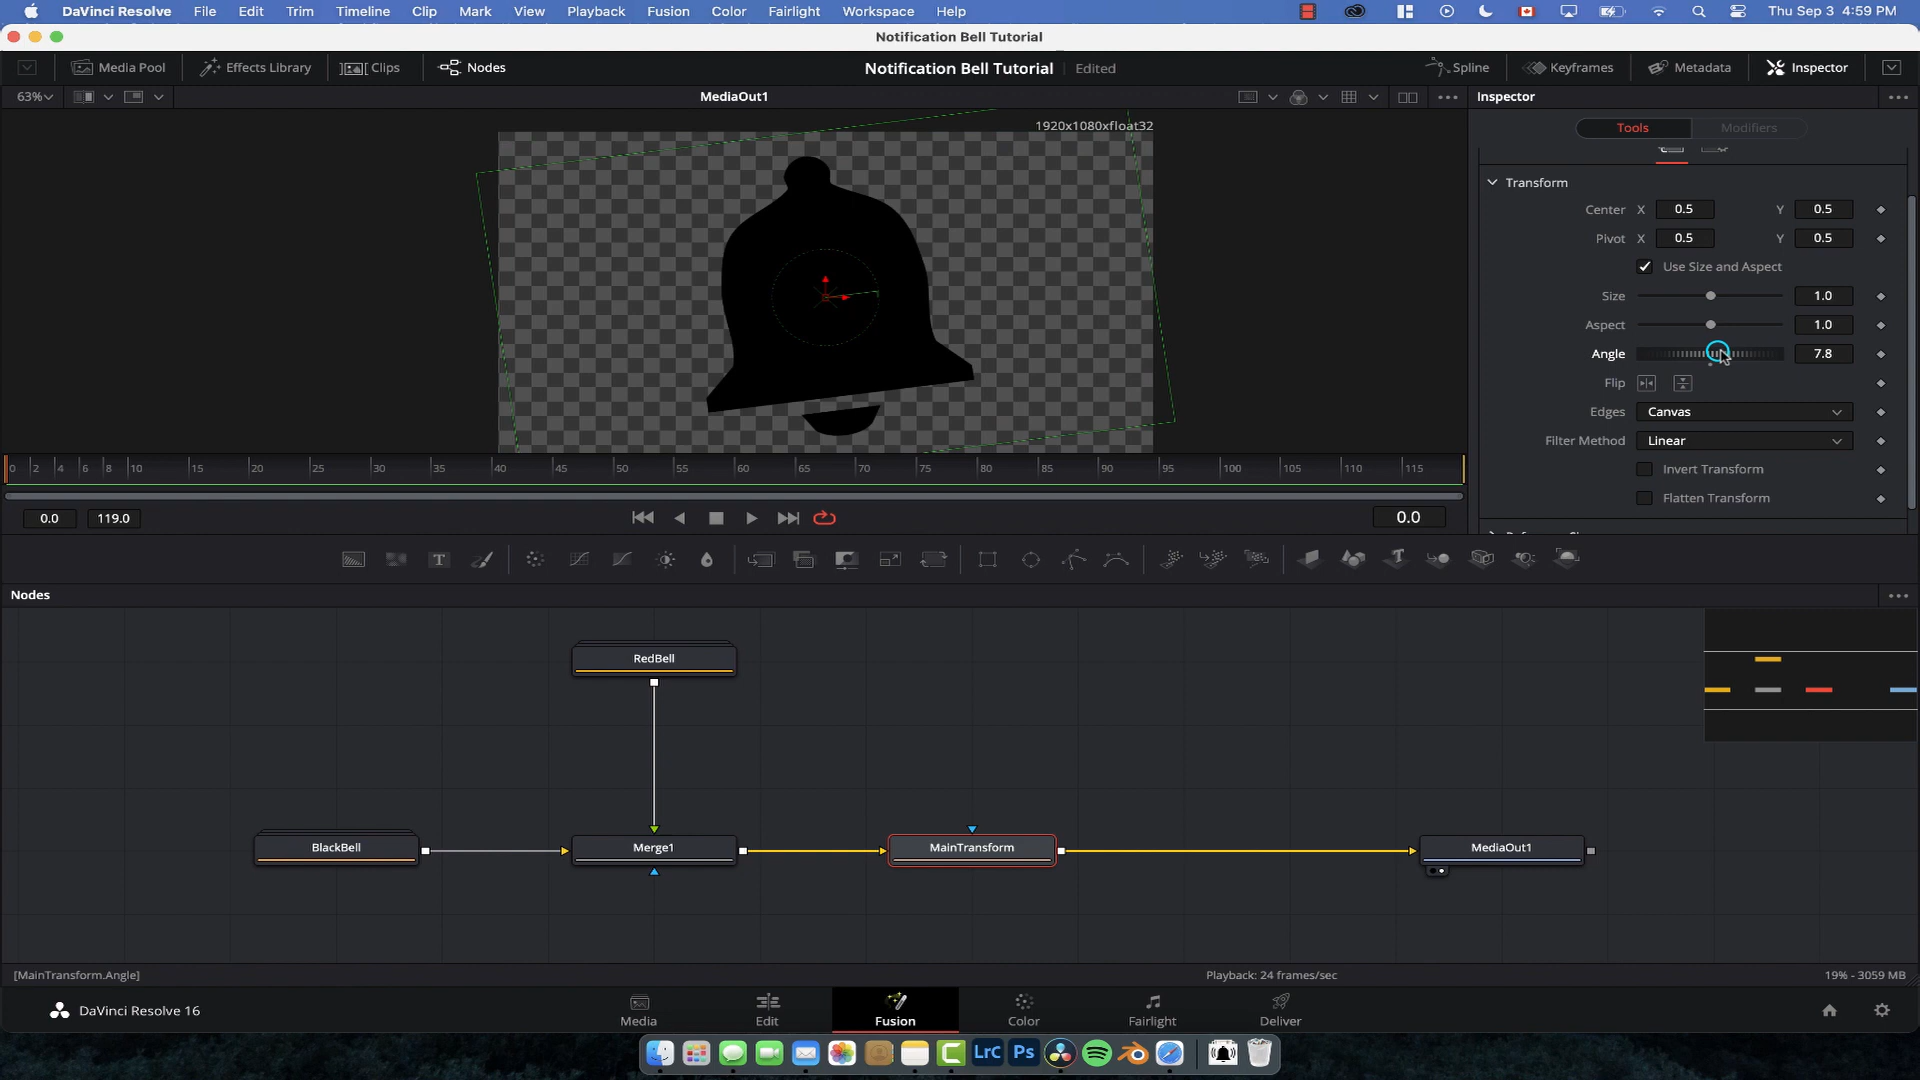 DaVinci Resolve File Edit Trim Timeline Clip Mark View Playback Fusion Color Fairlight Workspace Help Thu Sep 3 4:59 PM
Notification Bell Tutorial
Media Pool Effects Library Clips Nodes Notification Bell Tutorial Edited Spline Keyframes Metadata Inspector
63% MediaOut1 Inspector
1920x1080xfloat32
Tools Modifiers
Transform
Center X 0.5 Y 0.5
Pivot X 0.5 Y 0.5
Use Size and Aspect
Size 1.0
Aspect 1.0
Angle 7.8
Flip
Edges Canvas
Filter Method Linear
Invert Transform
Flatten Transform
0 2 4 6 8 10 15 20 25 30 35 40 45 50 55 60 65 70 75 80 85 90 95 100 105 110 115
0.0 119.0 0.0
T T
Nodes
RedBell
BlackBell Merge1 MainTransform MediaOut1
[MainTransform.Angle] Playback: 24 frames/sec 19% - 3059 MB
DaVinci Resolve 16 Media Edit Fusion Color Fairlight Deliver
LrC Ps